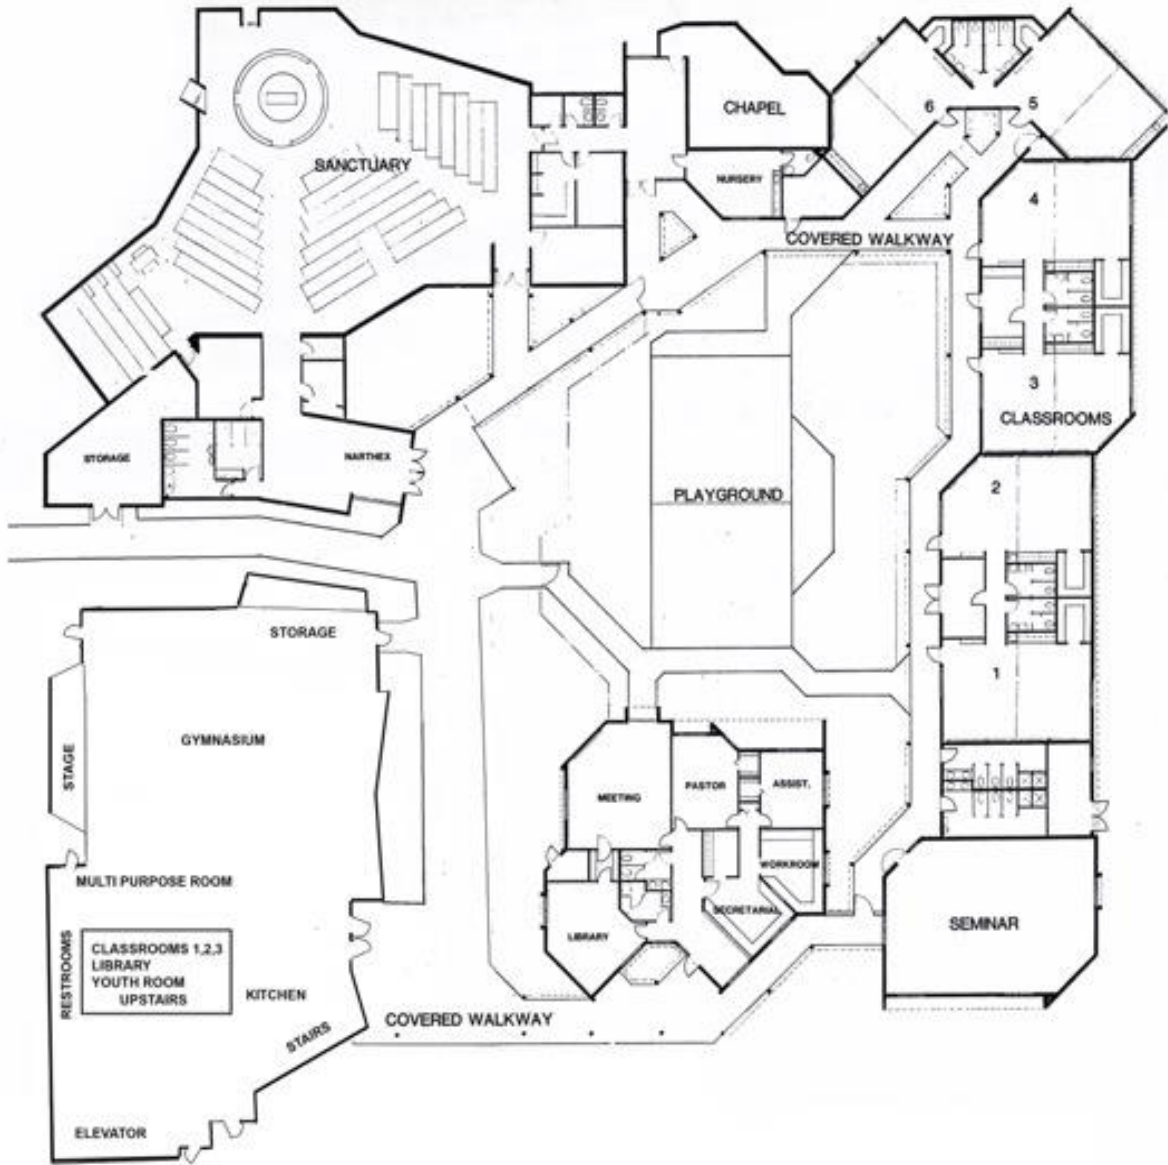 CHAPEL
6
5
SANCTUARY
NURSERY
4
COVERED WALKWAY
3
CLASSROOMS
STORAGE
NARTHEX
2
PLAYGROUND
STORAGE
1
GYMNASIUM
STAGE
PASTOR
ASSIST.
MEETING
WORKROOM
MULTI PURPOSE ROOM
SECRETARIAL
SEMINAR
LIBRARY
RESTROOMS
CLASSROOMS 1,2,3
LIBRARY
YOUTH ROOM
UPSTAIRS
KITCHEN
COVERED WALKWAY
STAIRS
ELEVATOR